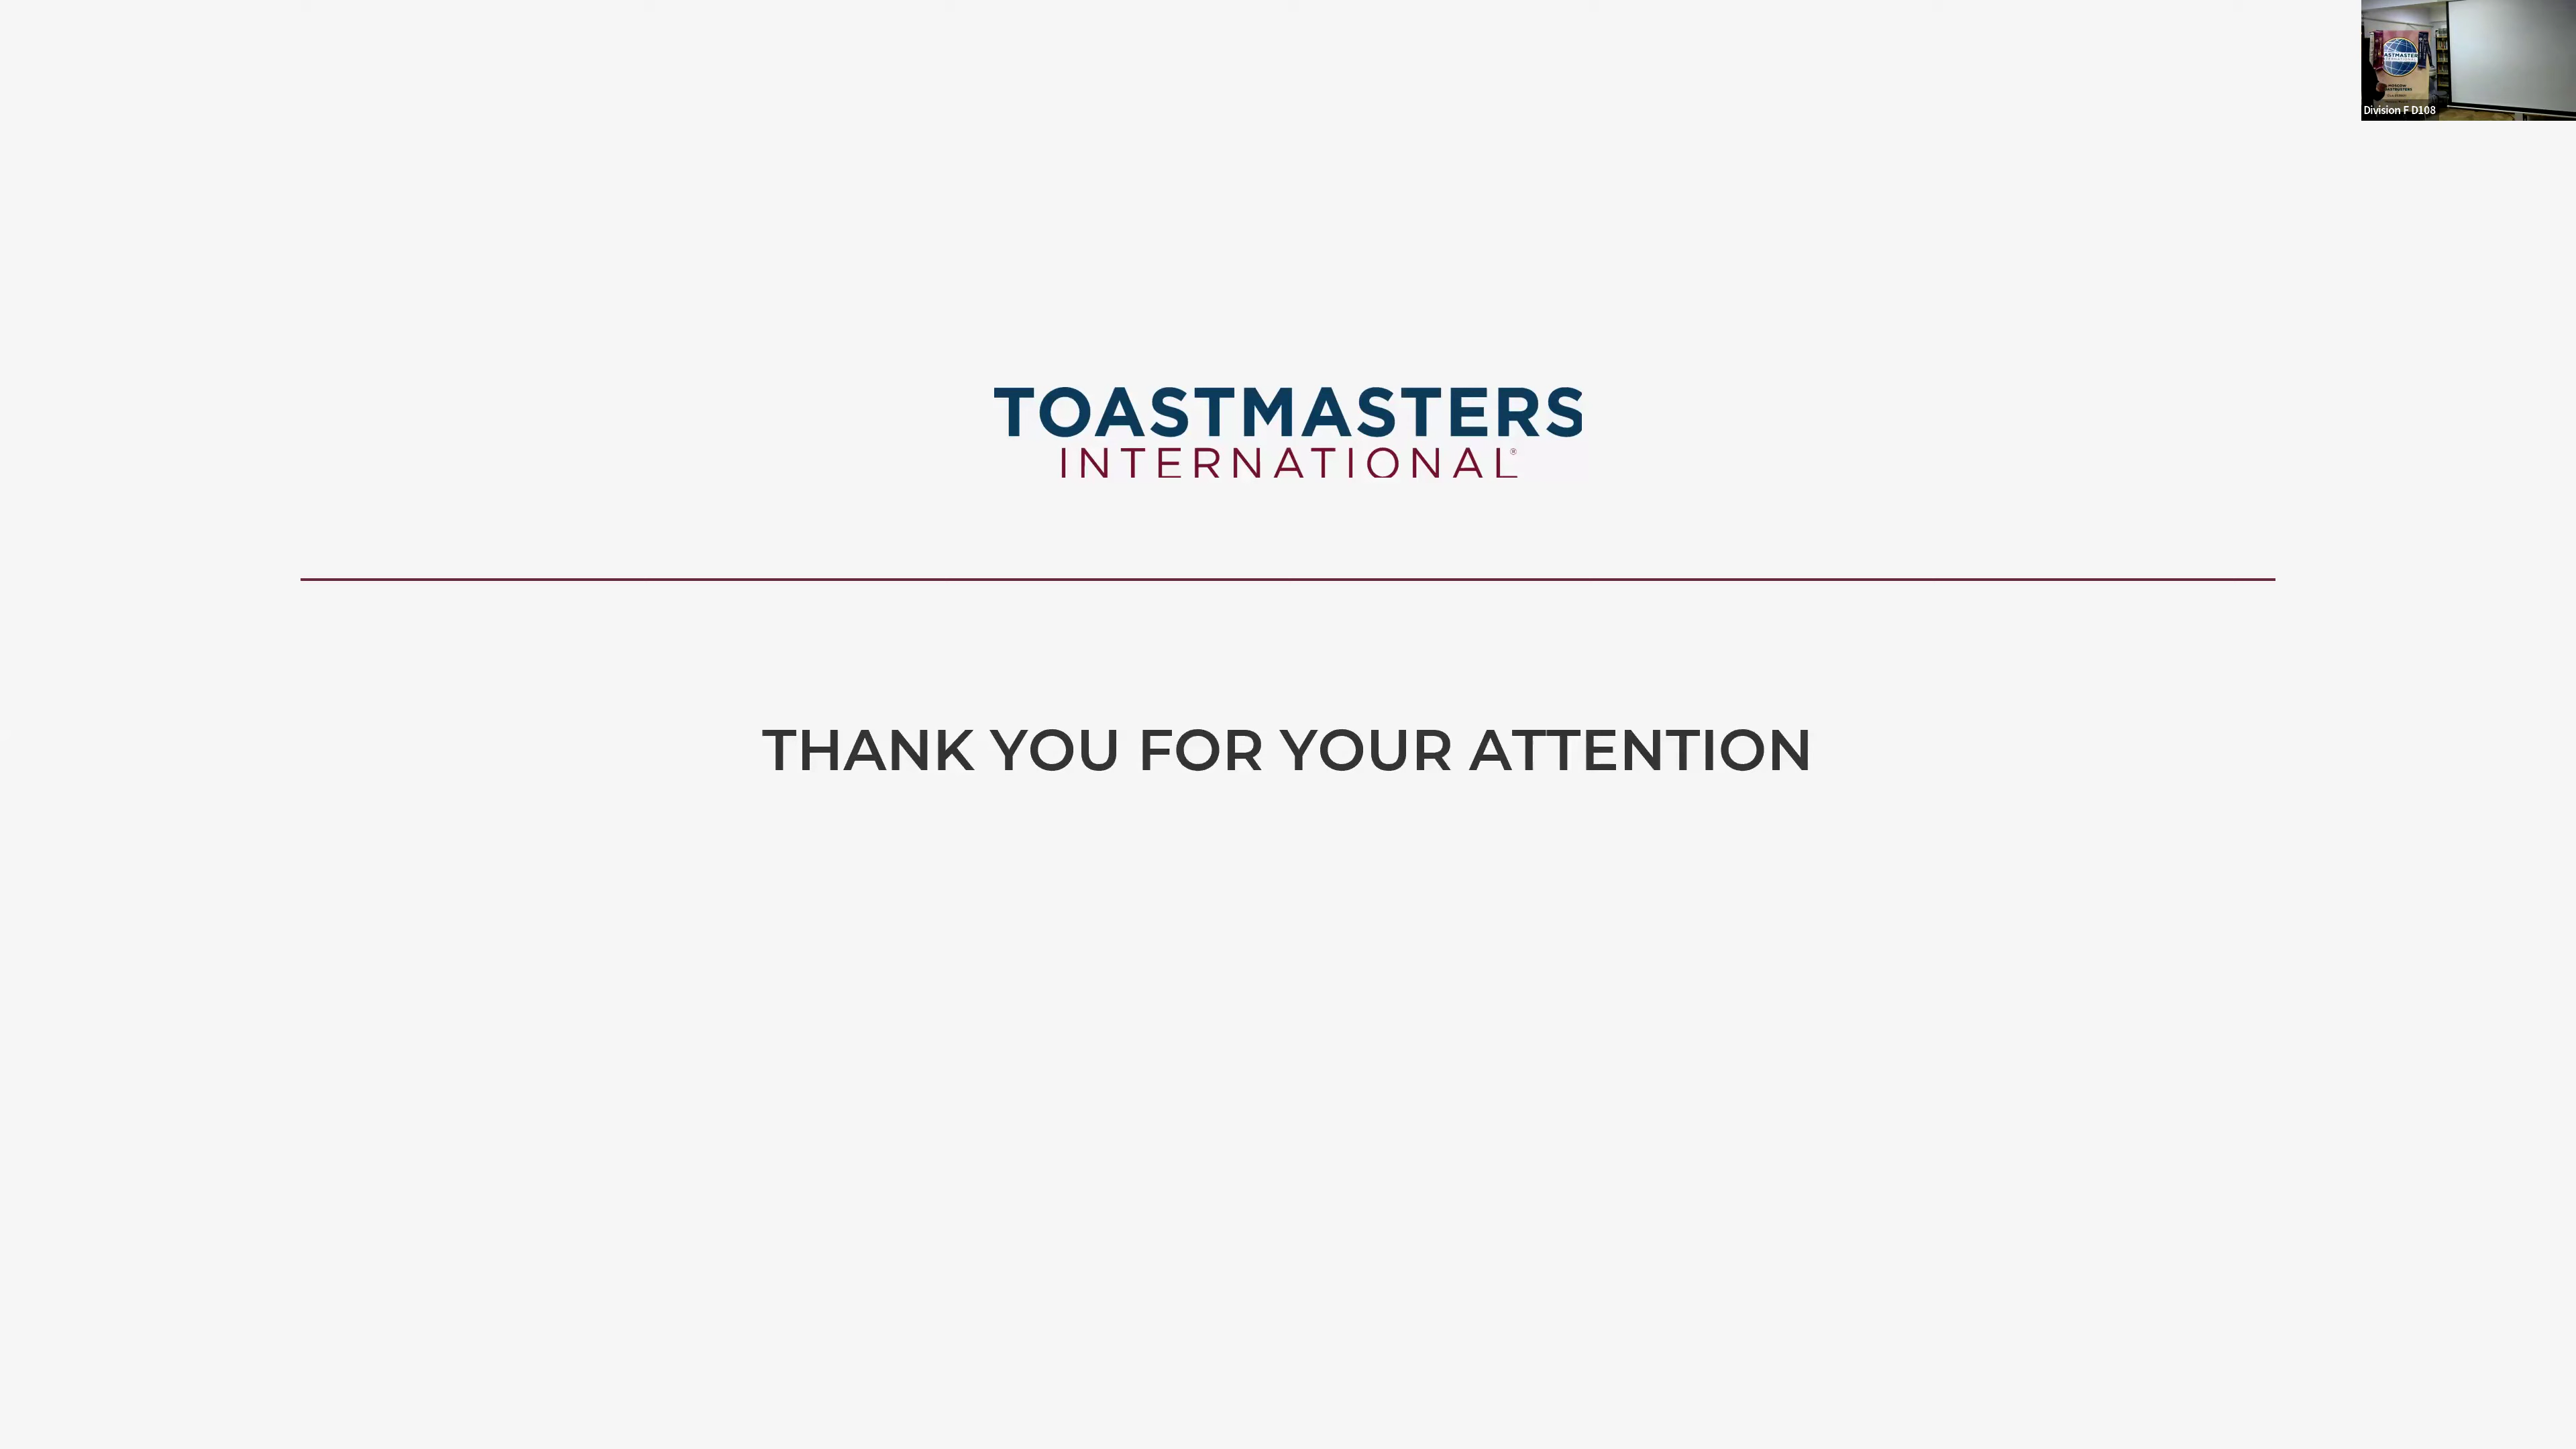 TOASTMASTERS
INTERNATIONAL®
THANK YOU FOR YOUR ATTENTION
Division F D108